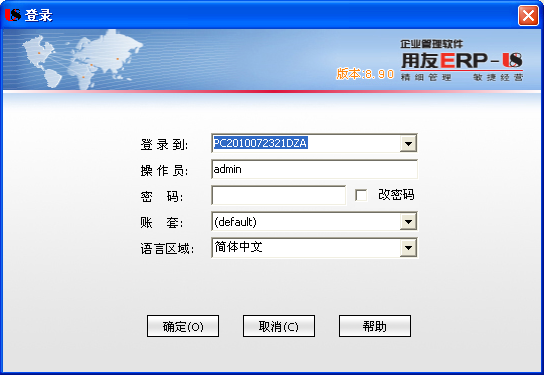 登录
企业管理软件
用友ERP-U8
版本:8.90
精细管理 敏捷经营
登 录 到: PC2010072321DZA
操 作 员: admin
密 码: 改密码
账 套: (default)
语言区域: 简体中文
确定(O) 取消(C) 帮助